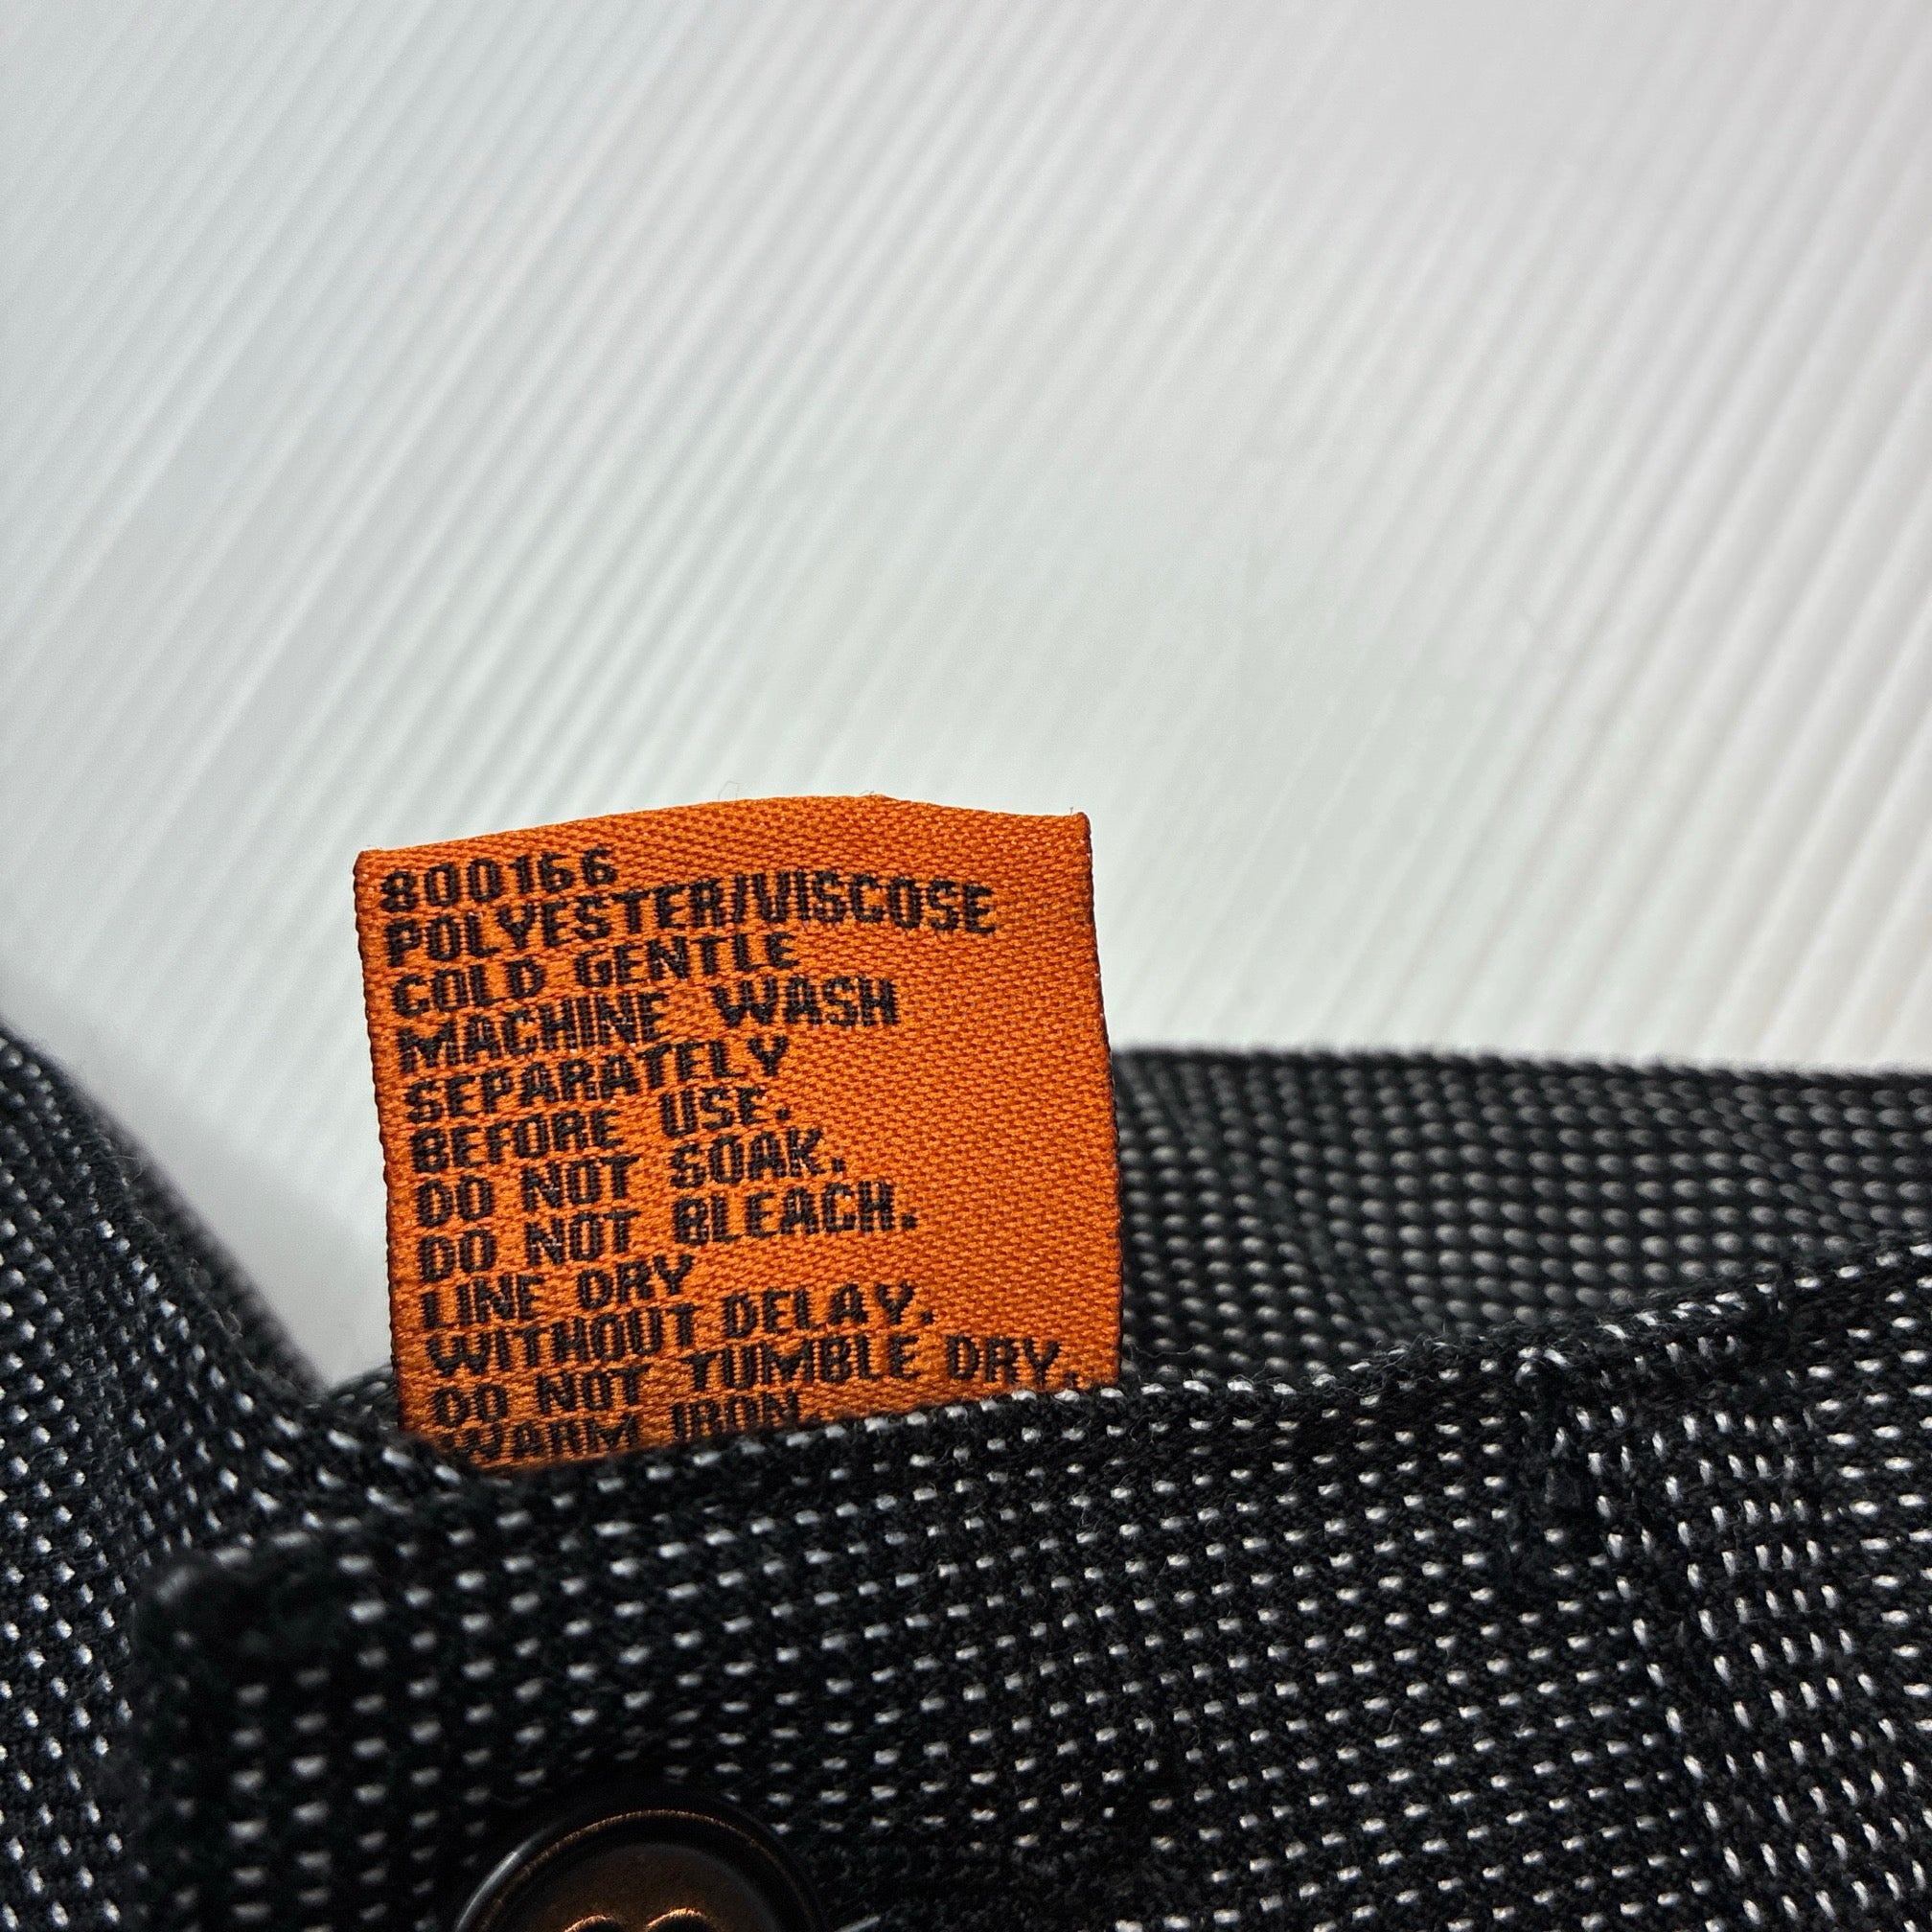 800166
POLYESTER/VISCOSE
COLD GENTLE
MACHINE WASH
SEPARATELY
BEFORE USE.
DO NOT SOAK.
DO NOT BLEACH.
LINE DRY
WITHOUT DELAY.
DO NOT TUMBLE DRY.
WARM IRON